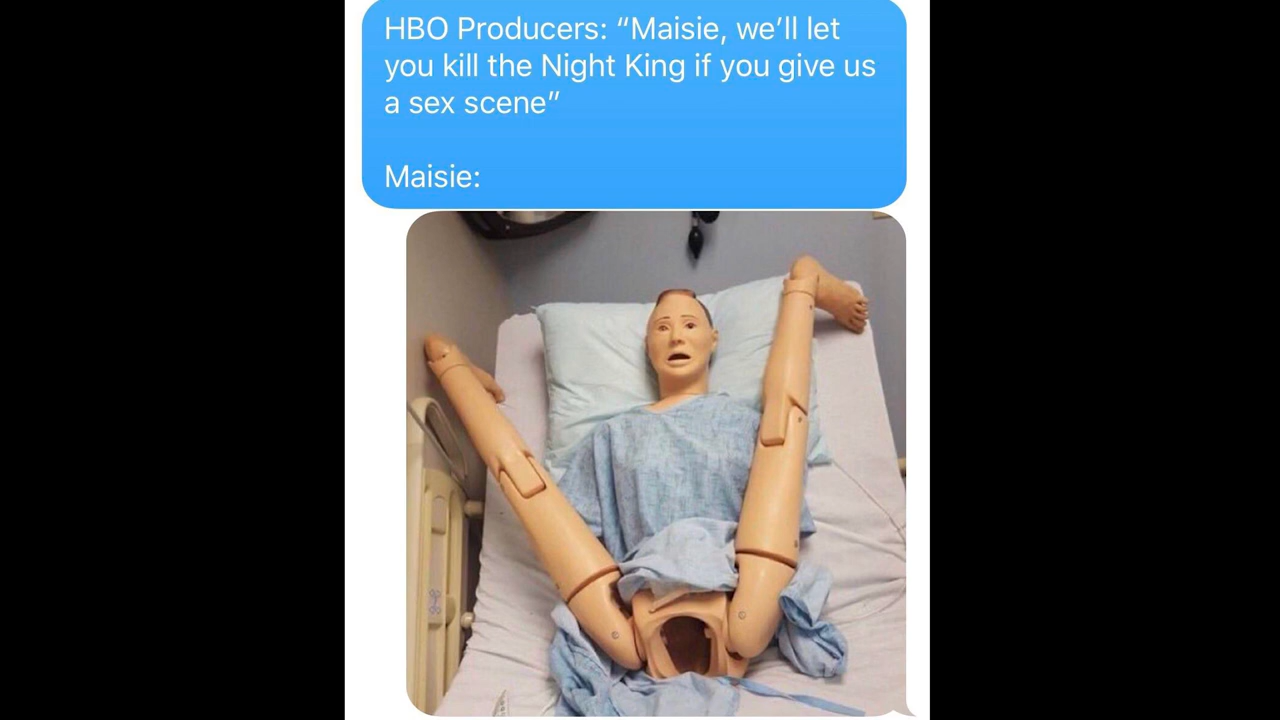 HBO Producers: “Maisie, we’ll let
you kill the Night King if you give us
a sex scene”
Maisie: